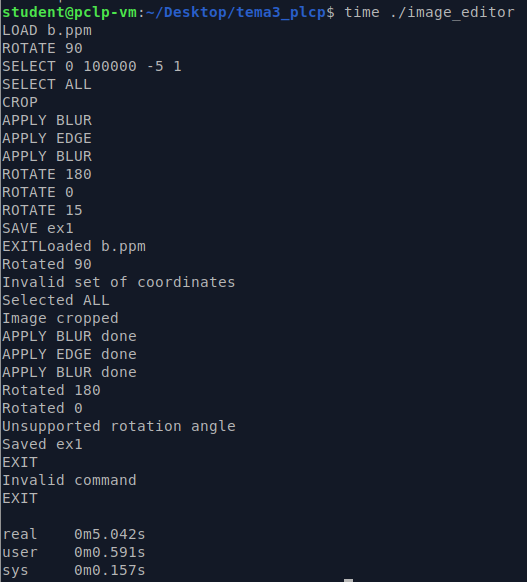 student@pclp-vm:~/Desktop/tema3_plcp$ time ./image_editor
LOAD b.ppm
ROTATE 90
SELECT 0 100000 -5 1
SELECT ALL
CROP
APPLY BLUR
APPLY EDGE
APPLY BLUR
ROTATE 180
ROTATE 0
ROTATE 15
SAVE ex1
EXITLoaded b.ppm
Rotated 90
Invalid set of coordinates
Selected ALL
Image cropped
APPLY BLUR done
APPLY EDGE done
APPLY BLUR done
Rotated 180
Rotated 0
Unsupported rotation angle
Saved ex1
EXIT
Invalid command
EXIT
real 0m5.042s
user 0m0.591s
sys 0m0.157s